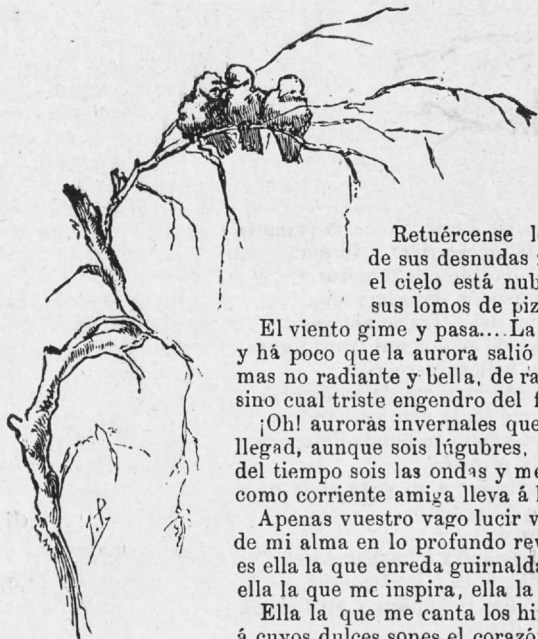 Retuércense l
de sus desnudas
el cielo está nub
sus lomos de piz
El viento gime y pasa....La
y há poco que la aurora salió
mas no radiante y bella, de ra
sino cual triste engendro del f
¡Oh! auroras invernales que
llegad, aunque sois lúgubres,
del tiempo sois las ondas y me
como corriente amiga lleva á l
Apenas vuestro vago lucir v
de mi alma en lo profundo rev
es ella la que enreda guirnalda
ella la que me inspira, ella la
Ella la que me canta los hi
á cuyos dulces sones el corazó